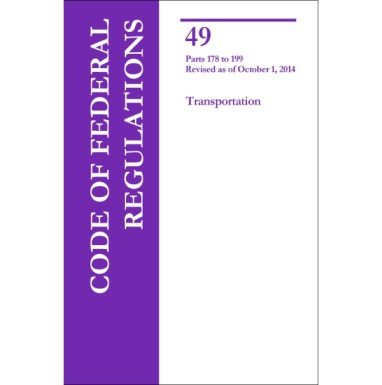 CODE OF FEDERAL
REGULATIONS
49
Parts 178 to 199
Revised as of October 1, 2014
Transportation